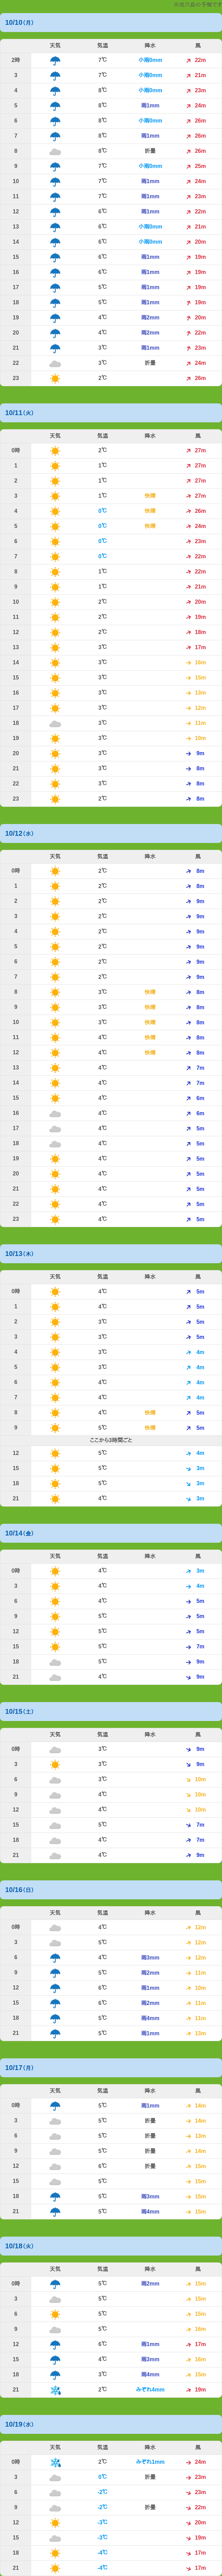 10/10(月)
天気 気温 降水 風
2時 7℃ 小雨0mm 22m
3 7℃ 小雨0mm 21m
4 8℃ 小雨0mm 23m
5 8℃ 雨1mm 24m
6 8℃ 小雨0mm 26m
7 8℃ 雨1mm 26m
8 8℃ 折畳 26m
9 7℃ 小雨0mm 25m
10 7℃ 雨1mm 24m
11 7℃ 雨1mm 23m
12 6℃ 雨1mm 22m
13 6℃ 小雨0mm 21m
14 6℃ 小雨0mm 20m
15 6℃ 雨1mm 19m
16 6℃ 雨1mm 19m
17 5℃ 雨1mm 19m
18 5℃ 雨1mm 19m
19 4℃ 雨2mm 20m
20 4℃ 雨2mm 22m
21 3℃ 雨1mm 23m
22 3℃ 折畳 24m
23 2℃ 26m
10/11(火)
天気 気温 降水 風
0時 2℃ 27m
1 1℃ 27m
2 1℃ 27m
3 1℃ 快晴 27m
4 0℃ 快晴 26m
5 0℃ 快晴 24m
6 0℃ 23m
7 0℃ 22m
8 1℃ 22m
9 1℃ 21m
10 2℃ 20m
11 2℃ 19m
12 2℃ 18m
13 3℃ 17m
14 3℃ 16m
15 3℃ 15m
16 3℃ 13m
17 3℃ 12m
18 3℃ 11m
19 3℃ 10m
20 3℃ 9m
21 3℃ 8m
22 3℃ 8m
23 2℃ 8m
10/12(水)
天気 気温 降水 風
0時 2℃ 8m
1 2℃ 8m
2 2℃ 9m
3 2℃ 9m
4 2℃ 9m
5 2℃ 9m
6 2℃ 9m
7 2℃ 9m
8 3℃ 快晴 8m
9 3℃ 快晴 8m
10 3℃ 快晴 8m
11 4℃ 快晴 8m
12 4℃ 快晴 8m
13 4℃ 7m
14 4℃ 7m
15 4℃ 6m
16 4℃ 6m
17 4℃ 5m
18 4℃ 5m
19 4℃ 5m
20 4℃ 5m
21 4℃ 5m
22 4℃ 5m
23 4℃ 5m
10/13(木)
天気 気温 降水 風
0時 4℃ 5m
1 4℃ 5m
2 3℃ 5m
3 3℃ 5m
4 3℃ 4m
5 3℃ 4m
6 4℃ 4m
7 4℃ 4m
8 4℃ 快晴 5m
9 5℃ 快晴 5m
ここから3時間ごと
12 5℃ 4m
15 5℃ 3m
18 5℃ 3m
21 4℃ 3m
10/14(金)
天気 気温 降水 風
0時 4℃ 3m
3 4℃ 4m
6 4℃ 5m
9 5℃ 5m
12 5℃ 5m
15 5℃ 7m
18 5℃ 9m
21 4℃ 9m
10/15(土)
天気 気温 降水 風
0時 3℃ 9m
3 3℃ 9m
6 3℃ 10m
9 4℃ 10m
12 4℃ 10m
15 5℃ 7m
18 4℃ 7m
21 4℃ 9m
10/16(日)
天気 気温 降水 風
0時 4℃ 12m
3 5℃ 12m
6 4℃ 雨3mm 12m
9 5℃ 雨2mm 11m
12 6℃ 雨1mm 10m
15 6℃ 雨2mm 11m
18 5℃ 雨4mm 11m
21 5℃ 雨1mm 13m
10/17(月)
天気 気温 降水 風
0時 5℃ 雨1mm 14m
3 5℃ 折畳 14m
6 5℃ 折畳 13m
9 5℃ 折畳 14m
12 6℃ 折畳 15m
15 5℃ 15m
18 5℃ 雨3mm 15m
21 5℃ 雨4mm 15m
10/18(火)
天気 気温 降水 風
0時 5℃ 雨2mm 15m
3 5℃ 15m
6 5℃ 15m
9 5℃ 16m
12 6℃ 雨1mm 17m
15 4℃ 雨3mm 16m
18 3℃ 雨4mm 15m
21 2℃ みぞれ4mm 19m
10/19(水)
天気 気温 降水 風
0時 2℃ みぞれ1mm 24m
3 0℃ 折畳 23m
6 -2℃ 23m
9 -2℃ 折畳 22m
12 -3℃ 20m
15 -3℃ 19m
18 -4℃ 17m
21 -4℃ 17m